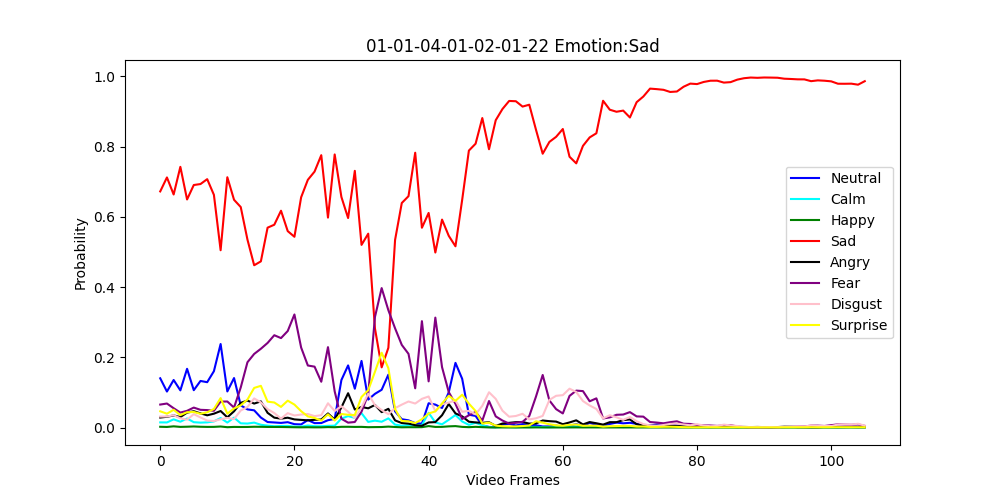 01-01-04-01-02-01-22 Emotion:Sad
Probability
1.0
0.8
0.6
0.4
0.2
0.0
Neutral
Calm
Happy
Sad
Angry
Fear
Disgust
Surprise
0 20 40 60 80 100
Video Frames